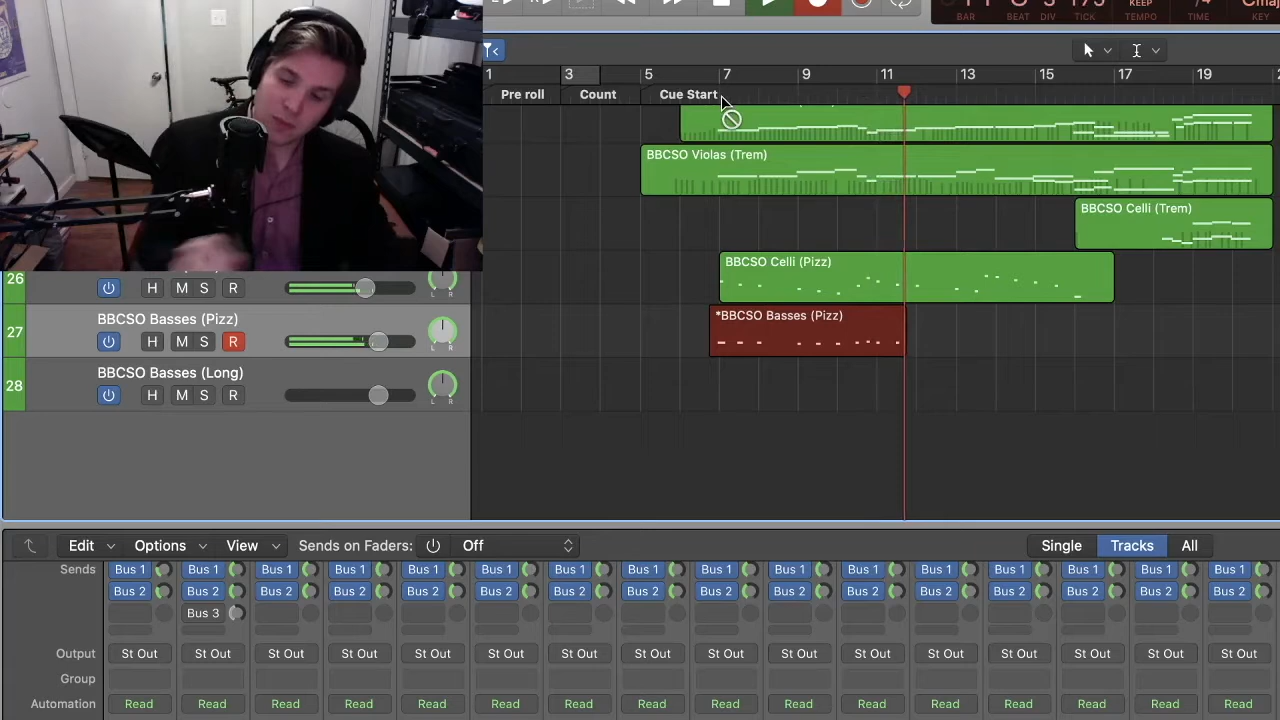 KEEP
BAR BEAT DIV TICK TEMPO TIME KEY
1 3 5 7 9 11 13 15 17 19
Pre roll Count Cue Start
BBCSO Violas (Trem)
BBCSO Celli (Trem)
BBCSO Celli (Pizz)
26
H M S R
L R
BBCSO Basses (Pizz)
*BBCSO Basses (Pizz)
27
H M S R
L R
BBCSO Basses (Long)
28
H M S R
L R
Edit Options View Sends on Faders: Off Single Tracks All
Sends Bus 1 Bus 1 Bus 1 Bus 1 Bus 1 Bus 1 Bus 1 Bus 1 Bus 1 Bus 1 Bus 1 Bus 1 Bus 1 Bus 1 Bus 1 Bus 1
Bus 2 Bus 2 Bus 2 Bus 2 Bus 2 Bus 2 Bus 2 Bus 2 Bus 2 Bus 2 Bus 2 Bus 2 Bus 2 Bus 2 Bus 2 Bus 2
Bus 3
Output St Out St Out St Out St Out St Out St Out St Out St Out St Out St Out St Out St Out St Out St Out St Out St Out
Group
Automation Read Read Read Read Read Read Read Read Read Read Read Read Read Read Read Read